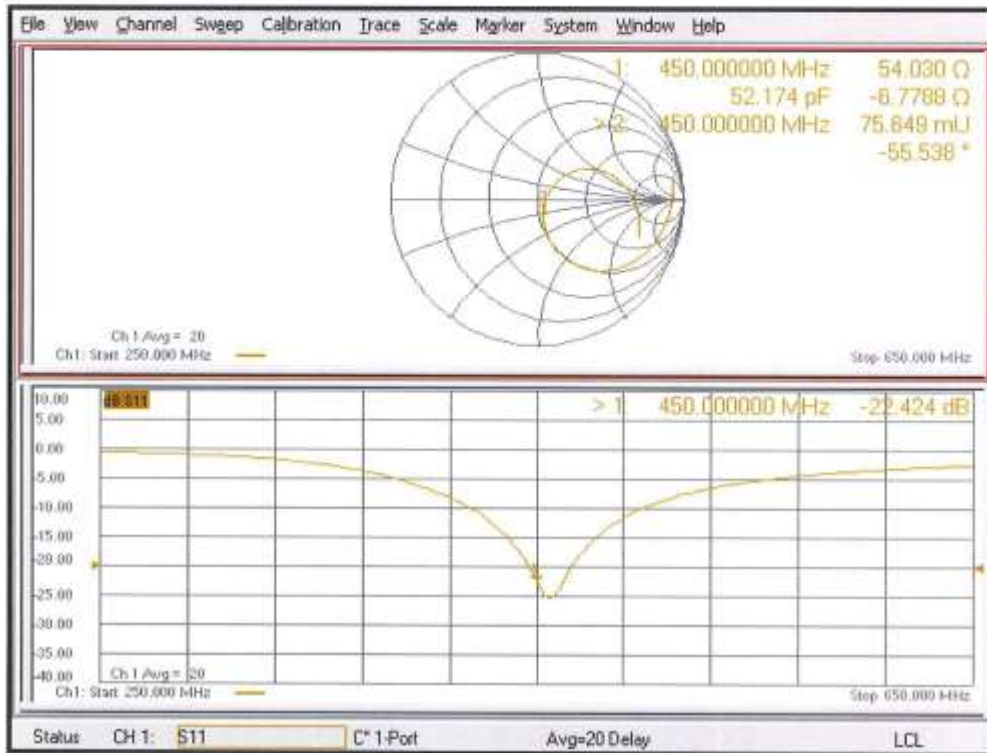 File View Channel Sweep Calibration Trace Scale Marker System Window Help
1: 450.000000 MHz 54.030 Ω
52.174 pF -6.7788 Ω
> 2: 450.000000 MHz 75.649 mU
-55.538 °
Ch 1 Avg = 20
Ch1: Start 250.000 MHz
Stop 650.000 MHz
10.00
dB S11
> 1: 450.000000 MHz -22.424 dB
5.00
0.00
-5.00
-10.00
-15.00
-20.00
-25.00
-30.00
-35.00
-40.00
Ch 1 Avg = 20
Ch1: Start 250.000 MHz
Stop 650.000 MHz
Status CH 1: S11 C* 1-Port Avg=20 Delay LCL